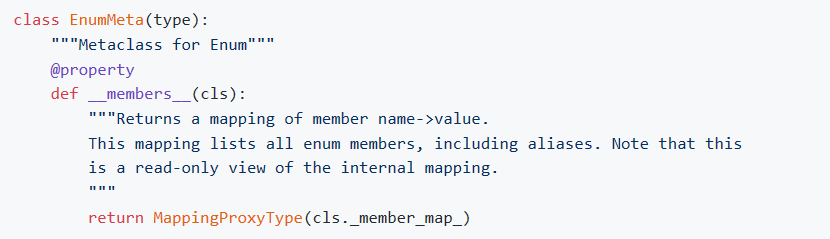 class EnumMeta(type):
    """Metaclass for Enum"""
    @property
    def __members__(cls):
        """Returns a mapping of member name->value.
        This mapping lists all enum members, including aliases. Note that this
        is a read-only view of the internal mapping.
        """
        return MappingProxyType(cls._member_map_)